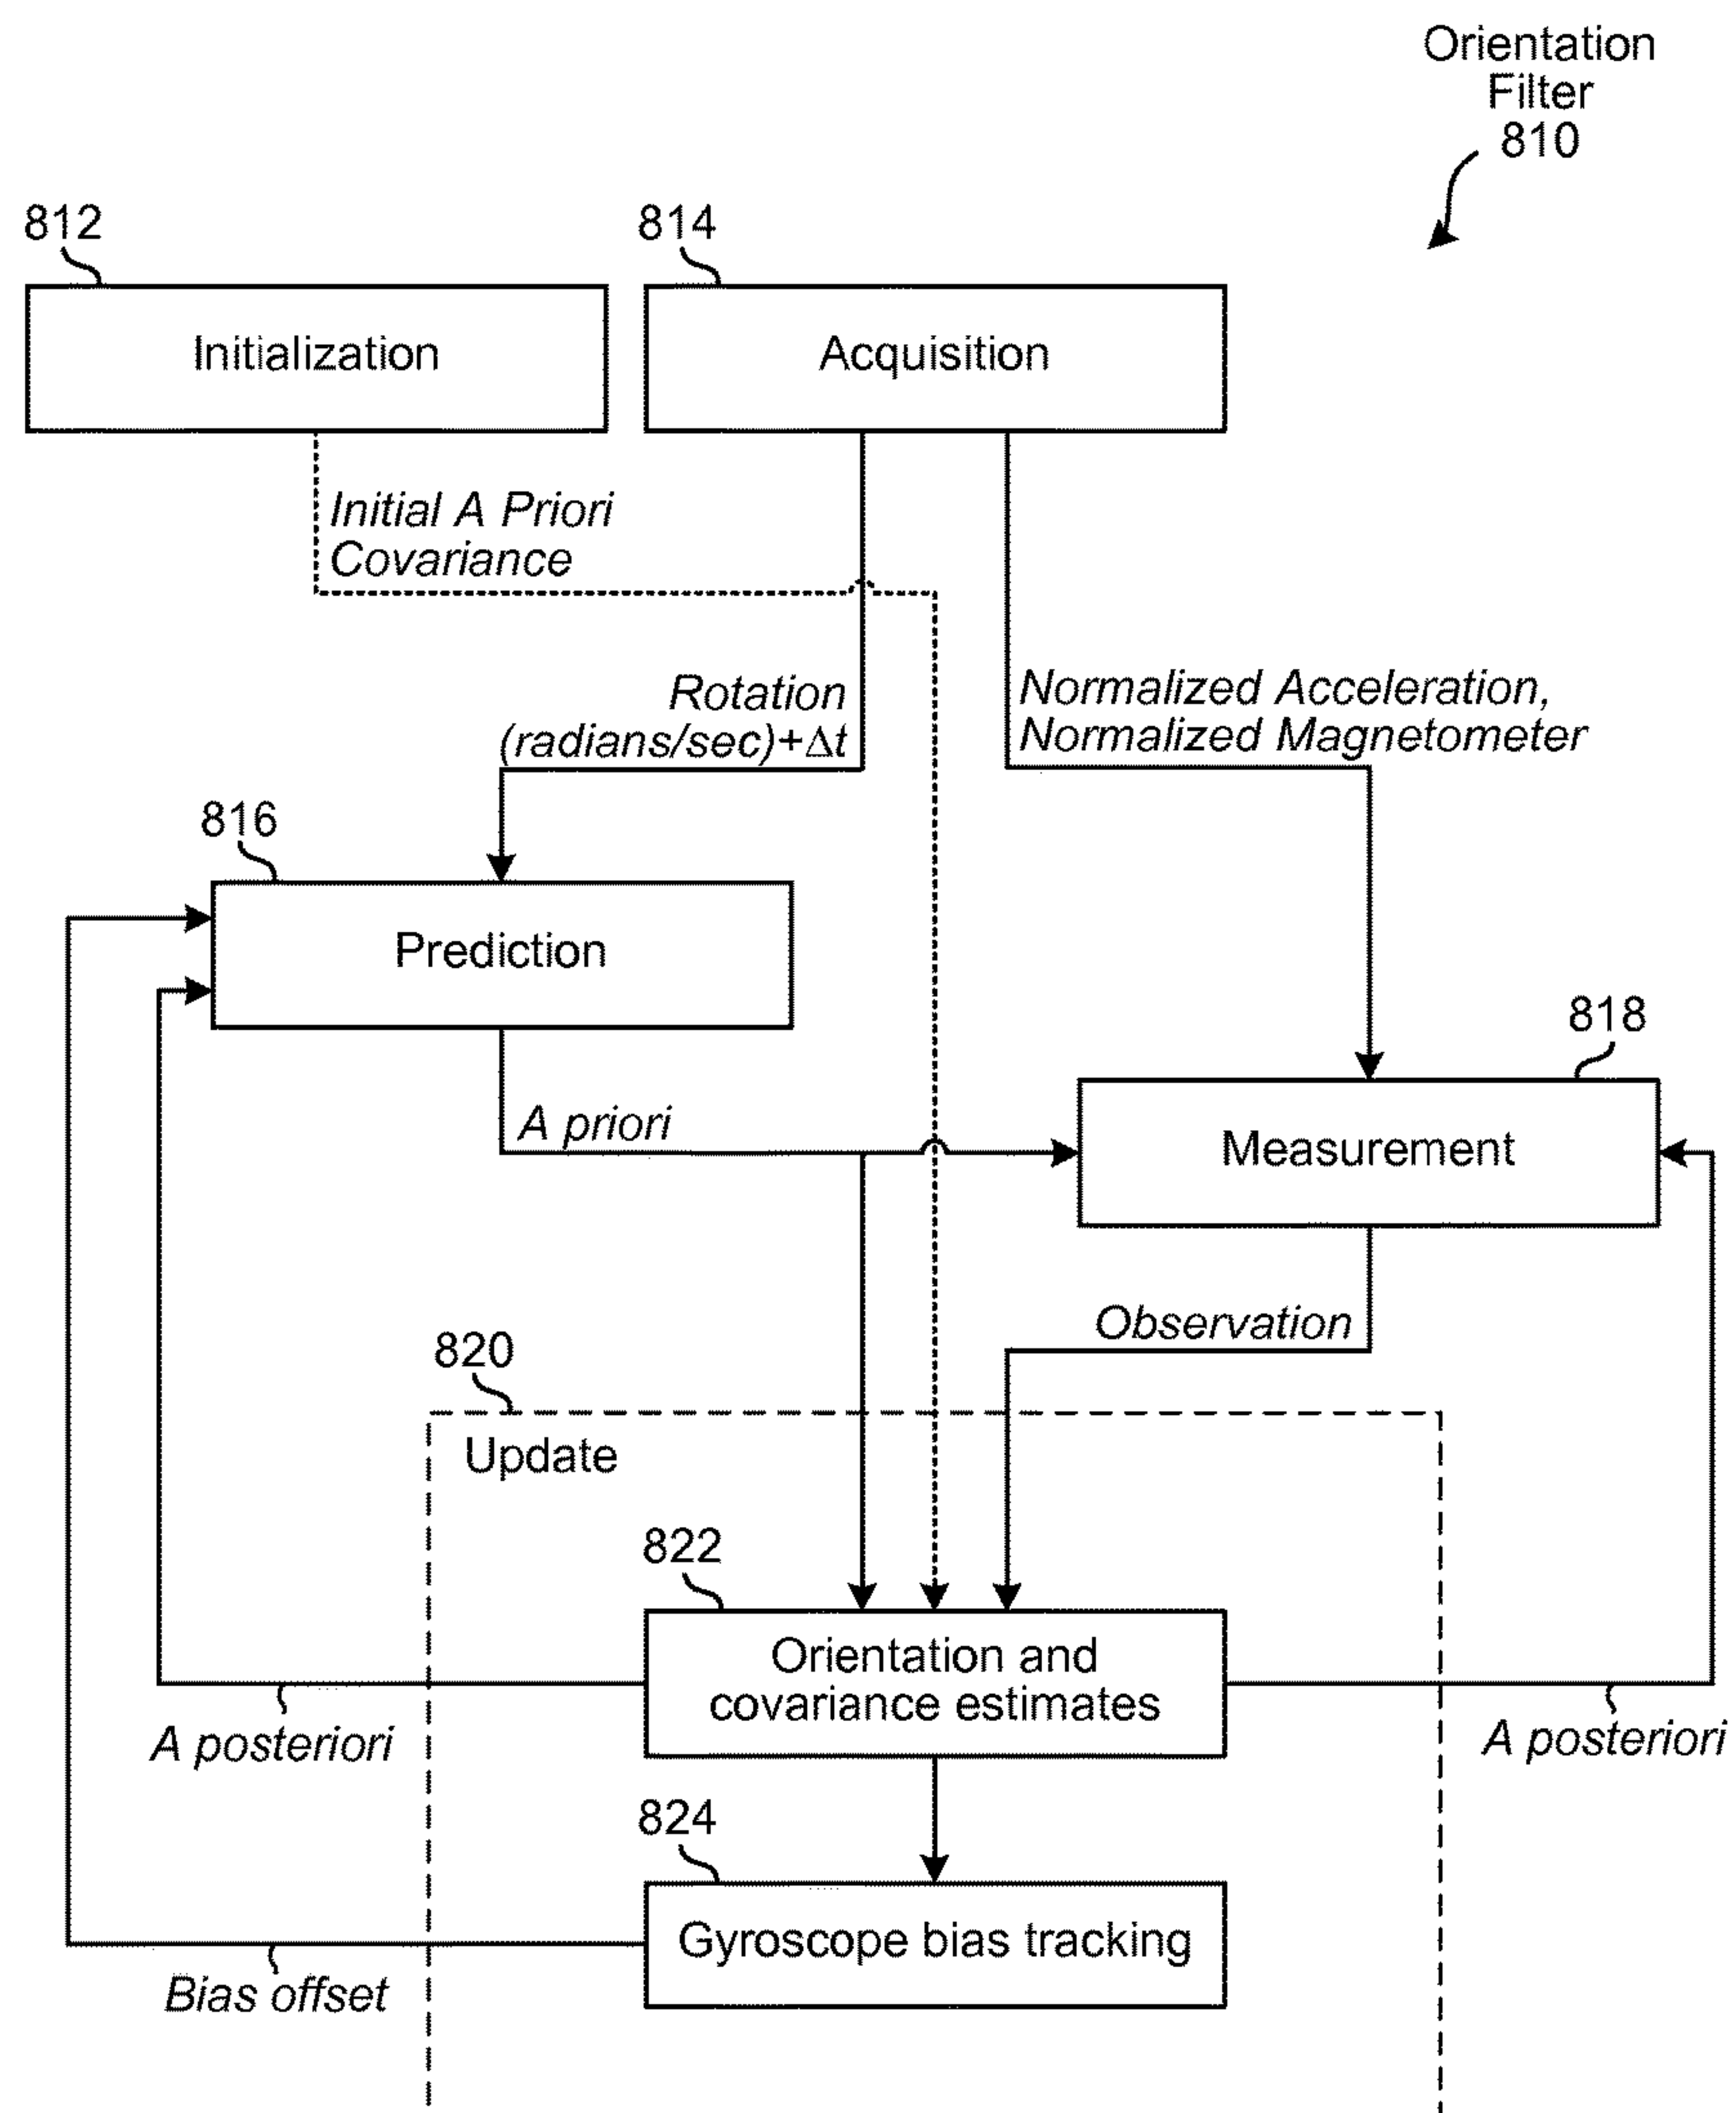 Orientation
Filter
810
812
814
Initialization
Acquisition
Initial A Priori
Covariance
Rotation
(radians/sec)+Δt
Normalized Acceleration,
Normalized Magnetometer
816
Prediction
818
A priori
Measurement
Observation
820
Update
822
Orientation and
covariance estimates
A posteriori
A posteriori
824
Gyroscope bias tracking
Bias offset